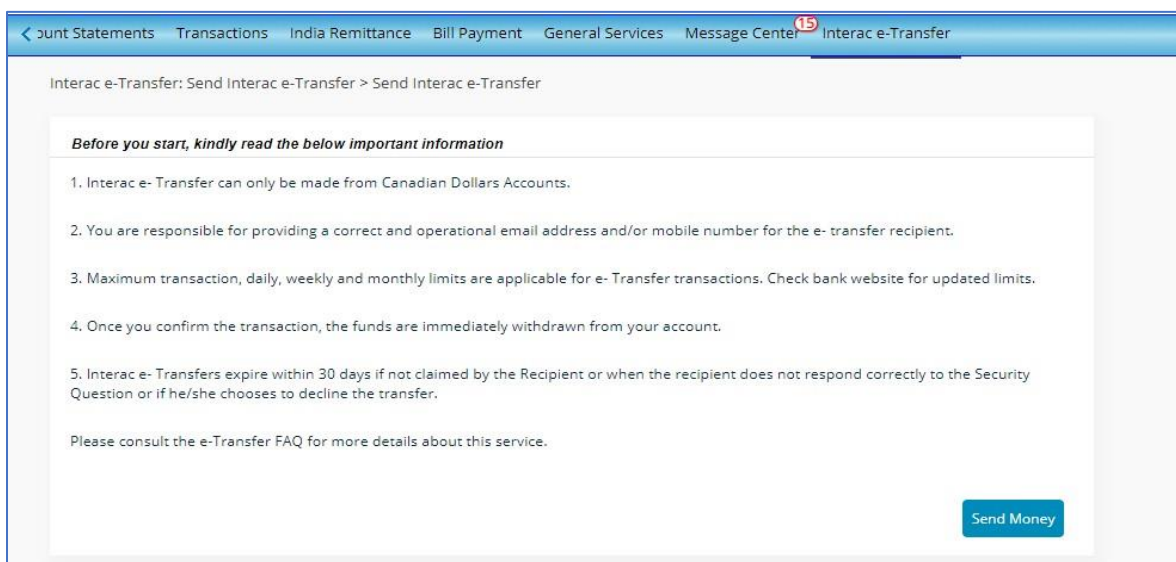 ount Statements Transactions India Remittance Bill Payment General Services Message Center 15 Interac e-Transfer
Interac e-Transfer: Send Interac e-Transfer > Send Interac e-Transfer
Before you start, kindly read the below important information
1. Interac e- Transfer can only be made from Canadian Dollars Accounts.
2. You are responsible for providing a correct and operational email address and/or mobile number for the e- transfer recipient.
3. Maximum transaction, daily, weekly and monthly limits are applicable for e- Transfer transactions. Check bank website for updated limits.
4. Once you confirm the transaction, the funds are immediately withdrawn from your account.
5. Interac e- Transfers expire within 30 days if not claimed by the Recipient or when the recipient does not respond correctly to the Security
Question or if he/she chooses to decline the transfer.
Please consult the e-Transfer FAQ for more details about this service.
Send Money